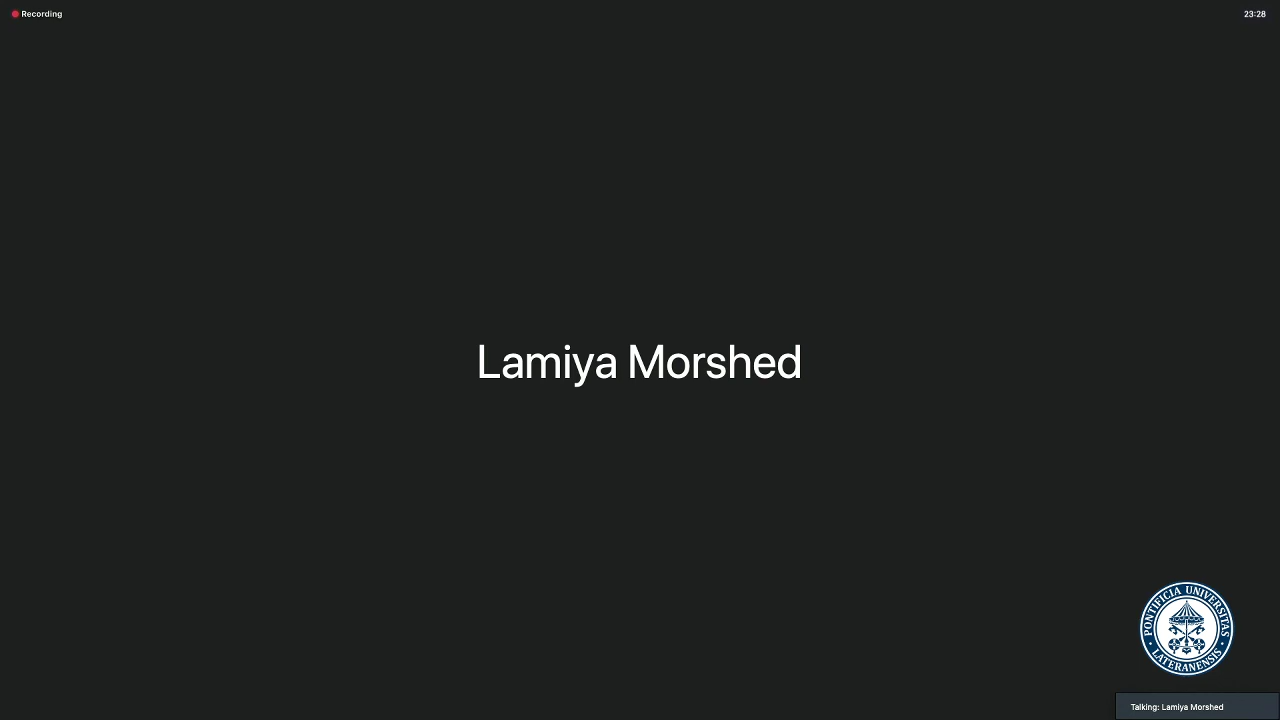 Recording
23:28
Lamiya Morshed
PONTIFICIA UNIVERSITAS
LATERANENSIS
Talking: Lamiya Morshed